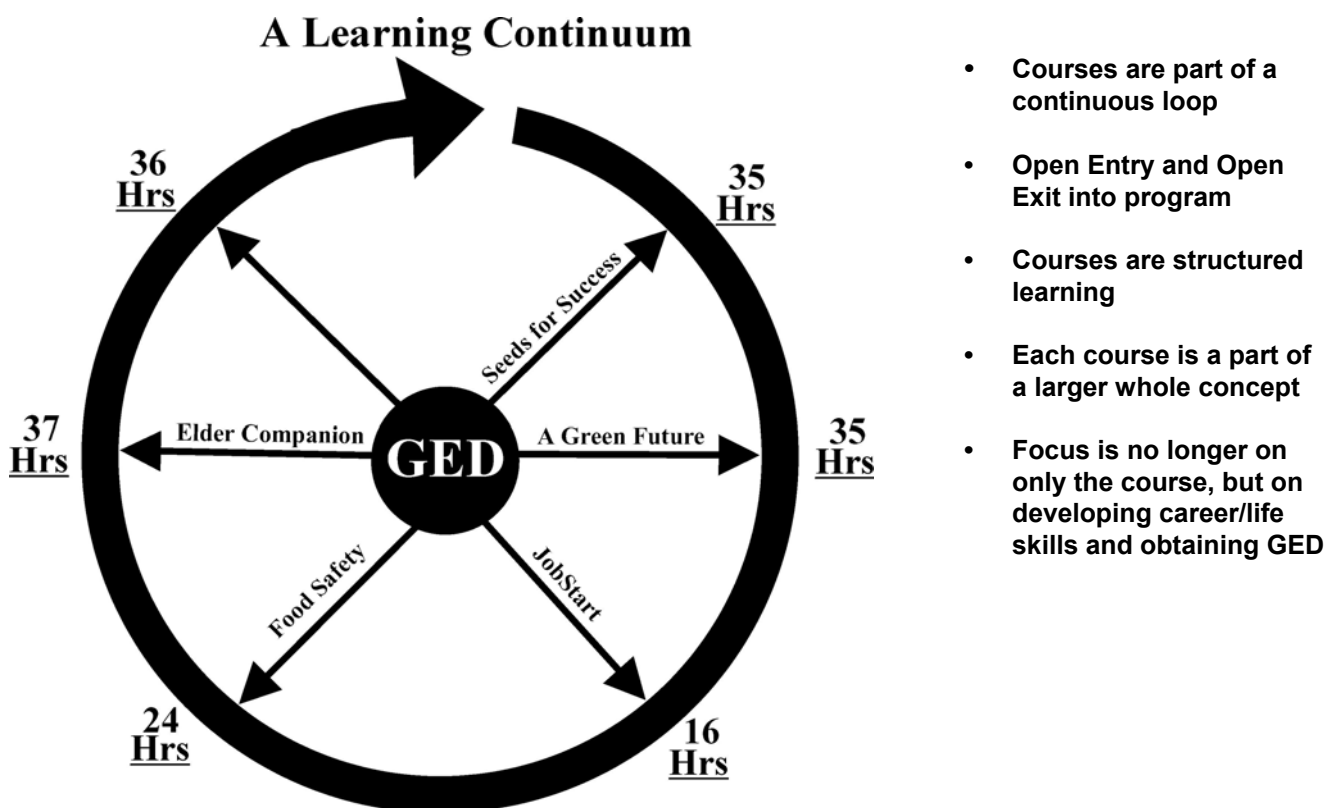 A Learning Continuum
36
Hrs
35
Hrs
Seeds for Success
37
Hrs
Elder Companion
GED
A Green Future
35
Hrs
Food Safety
JobStart
24
Hrs
16
Hrs
• Courses are part of a
continuous loop
• Open Entry and Open
Exit into program
• Courses are structured
learning
• Each course is a part of
a larger whole concept
• Focus is no longer on
only the course, but on
developing career/life
skills and obtaining GED